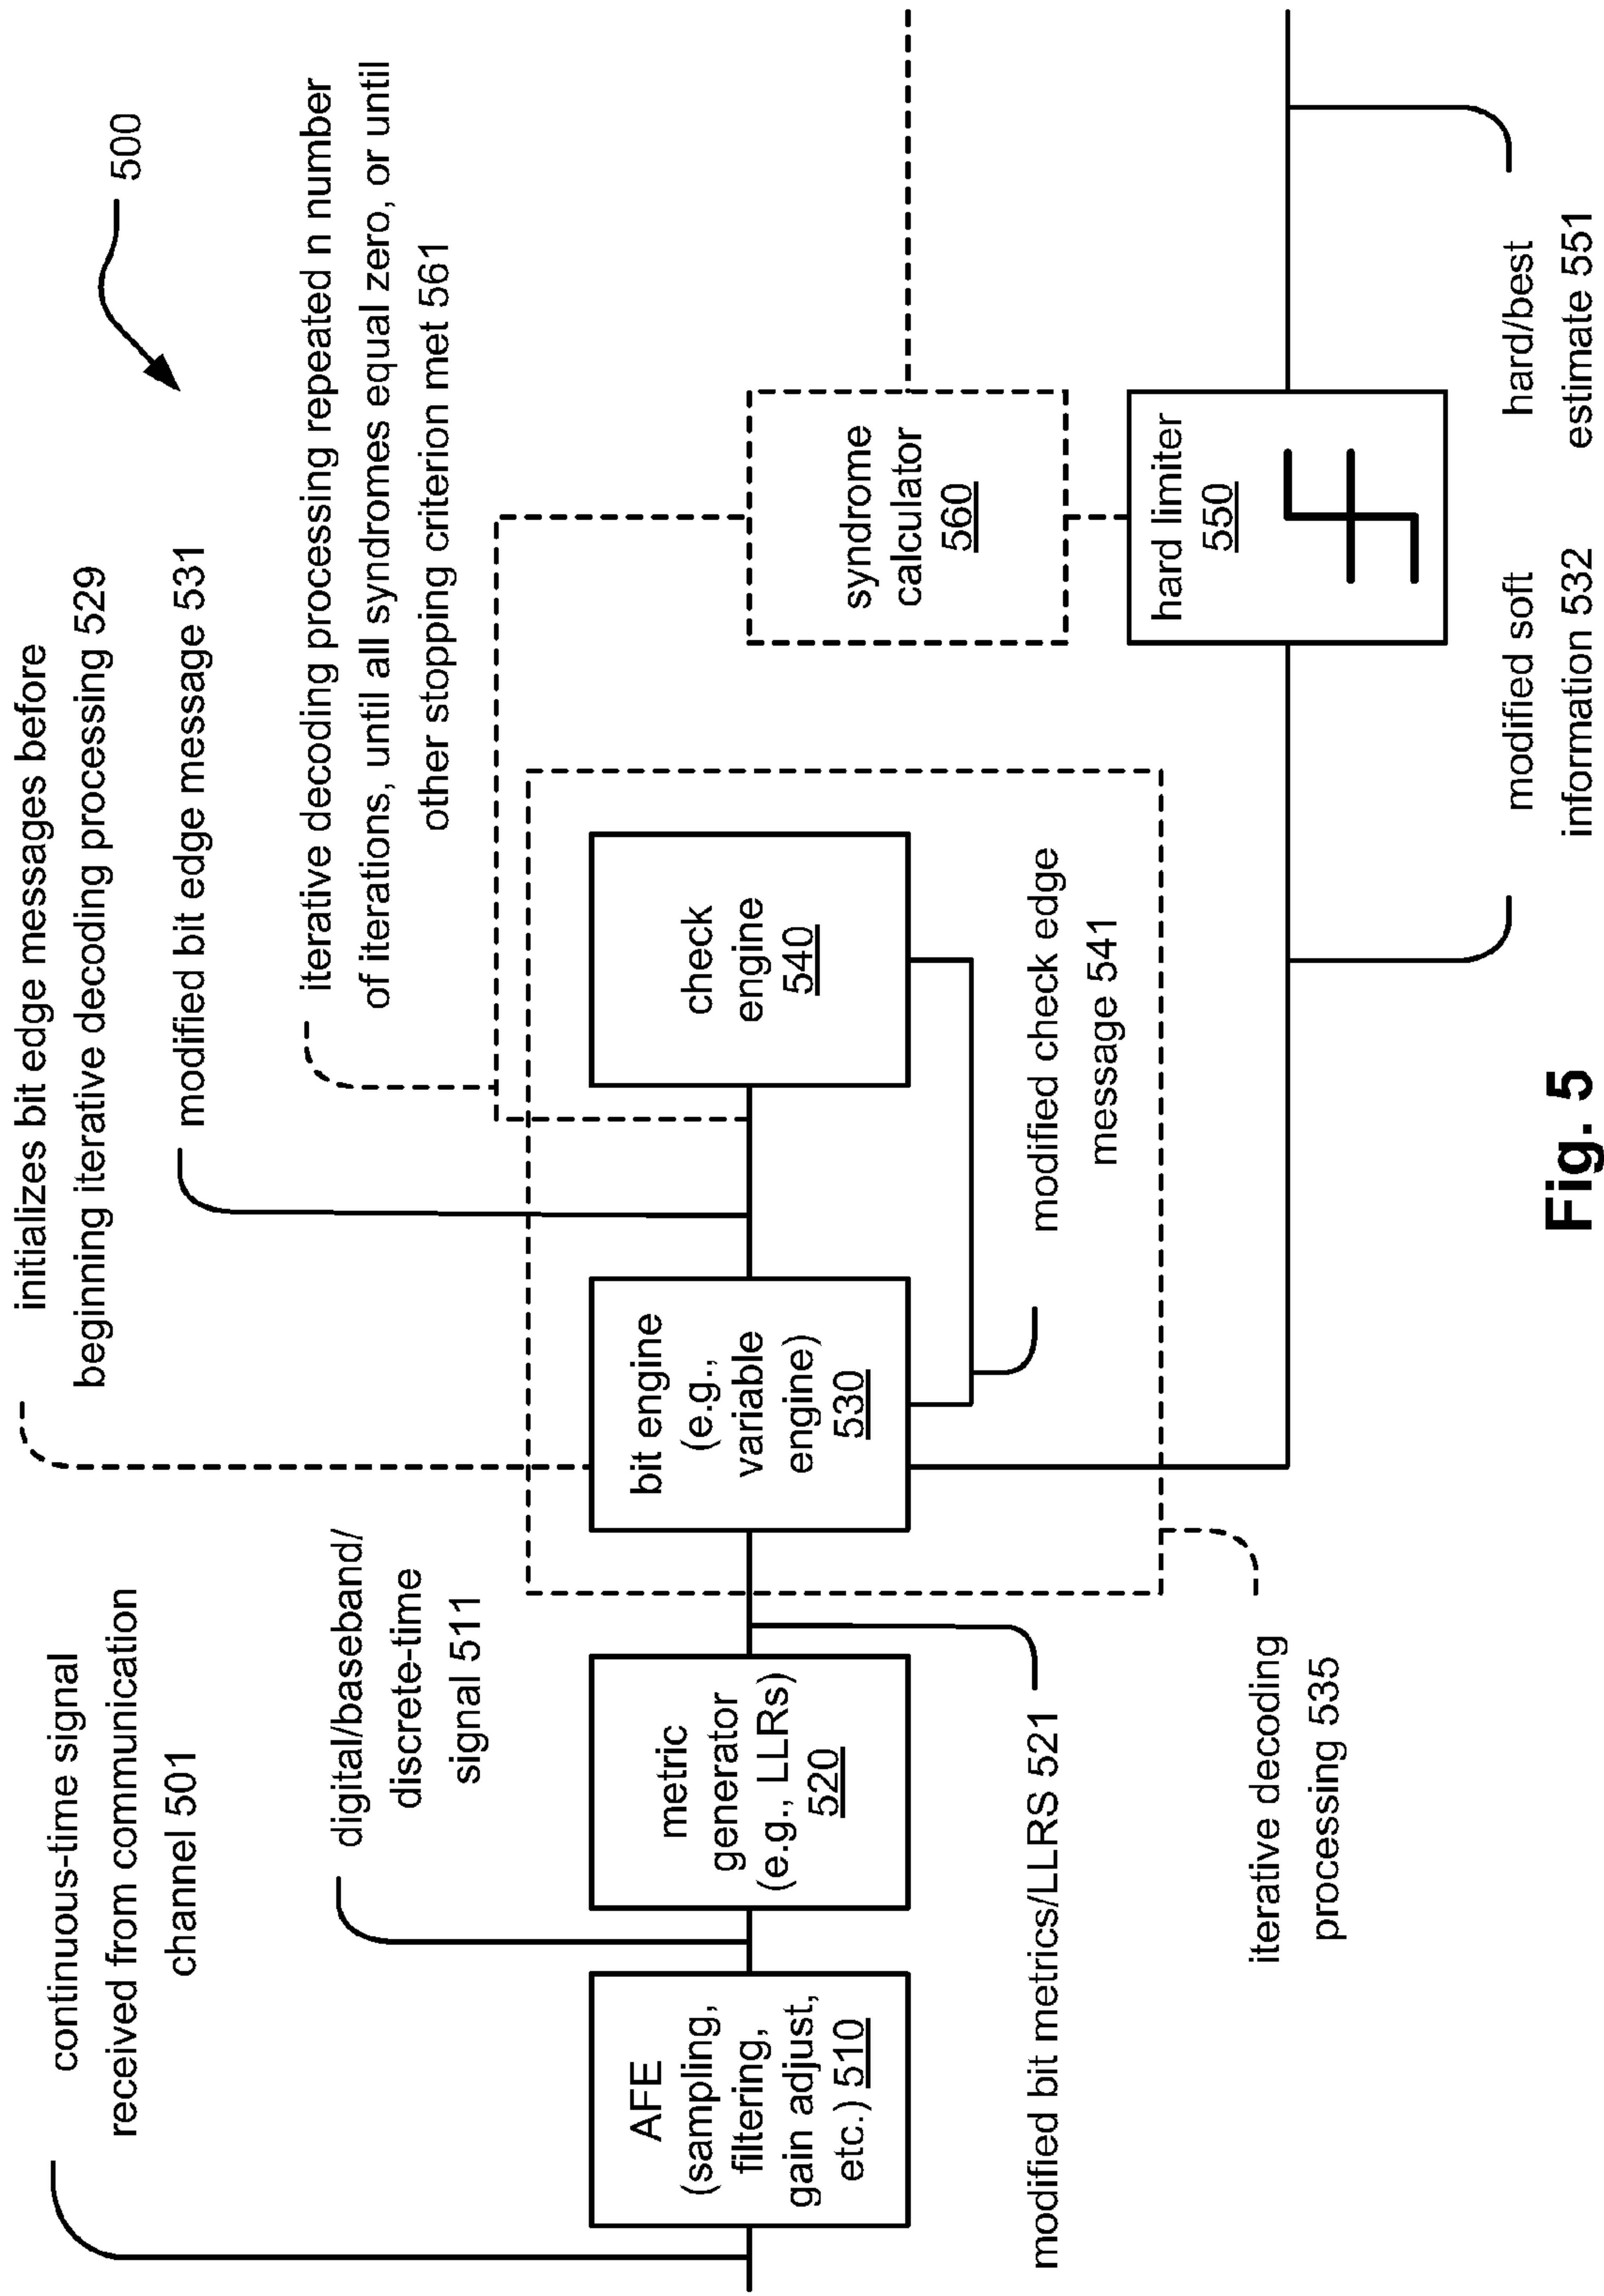 initializes bit edge messages before
beginning iterative decoding processing 529
500
modified bit edge message 531
continuous-time signal
received from communication
channel 501
iterative decoding processing repeated n number
of iterations, until all syndromes equal zero, or until
other stopping criterion met 561
digital/baseband/
discrete-time
signal 511
AFE
(sampling,
filtering,
gain adjust,
etc.) 510
metric
generator
(e.g., LLRs)
520
bit engine
(e.g.,
variable
engine)
530
check
engine
540
syndrome
calculator
560
modified bit metrics/LLRS 521
modified check edge
message 541
hard limiter
550
iterative decoding
processing 535
modified soft
information 532
hard/best
estimate 551
Fig. 5